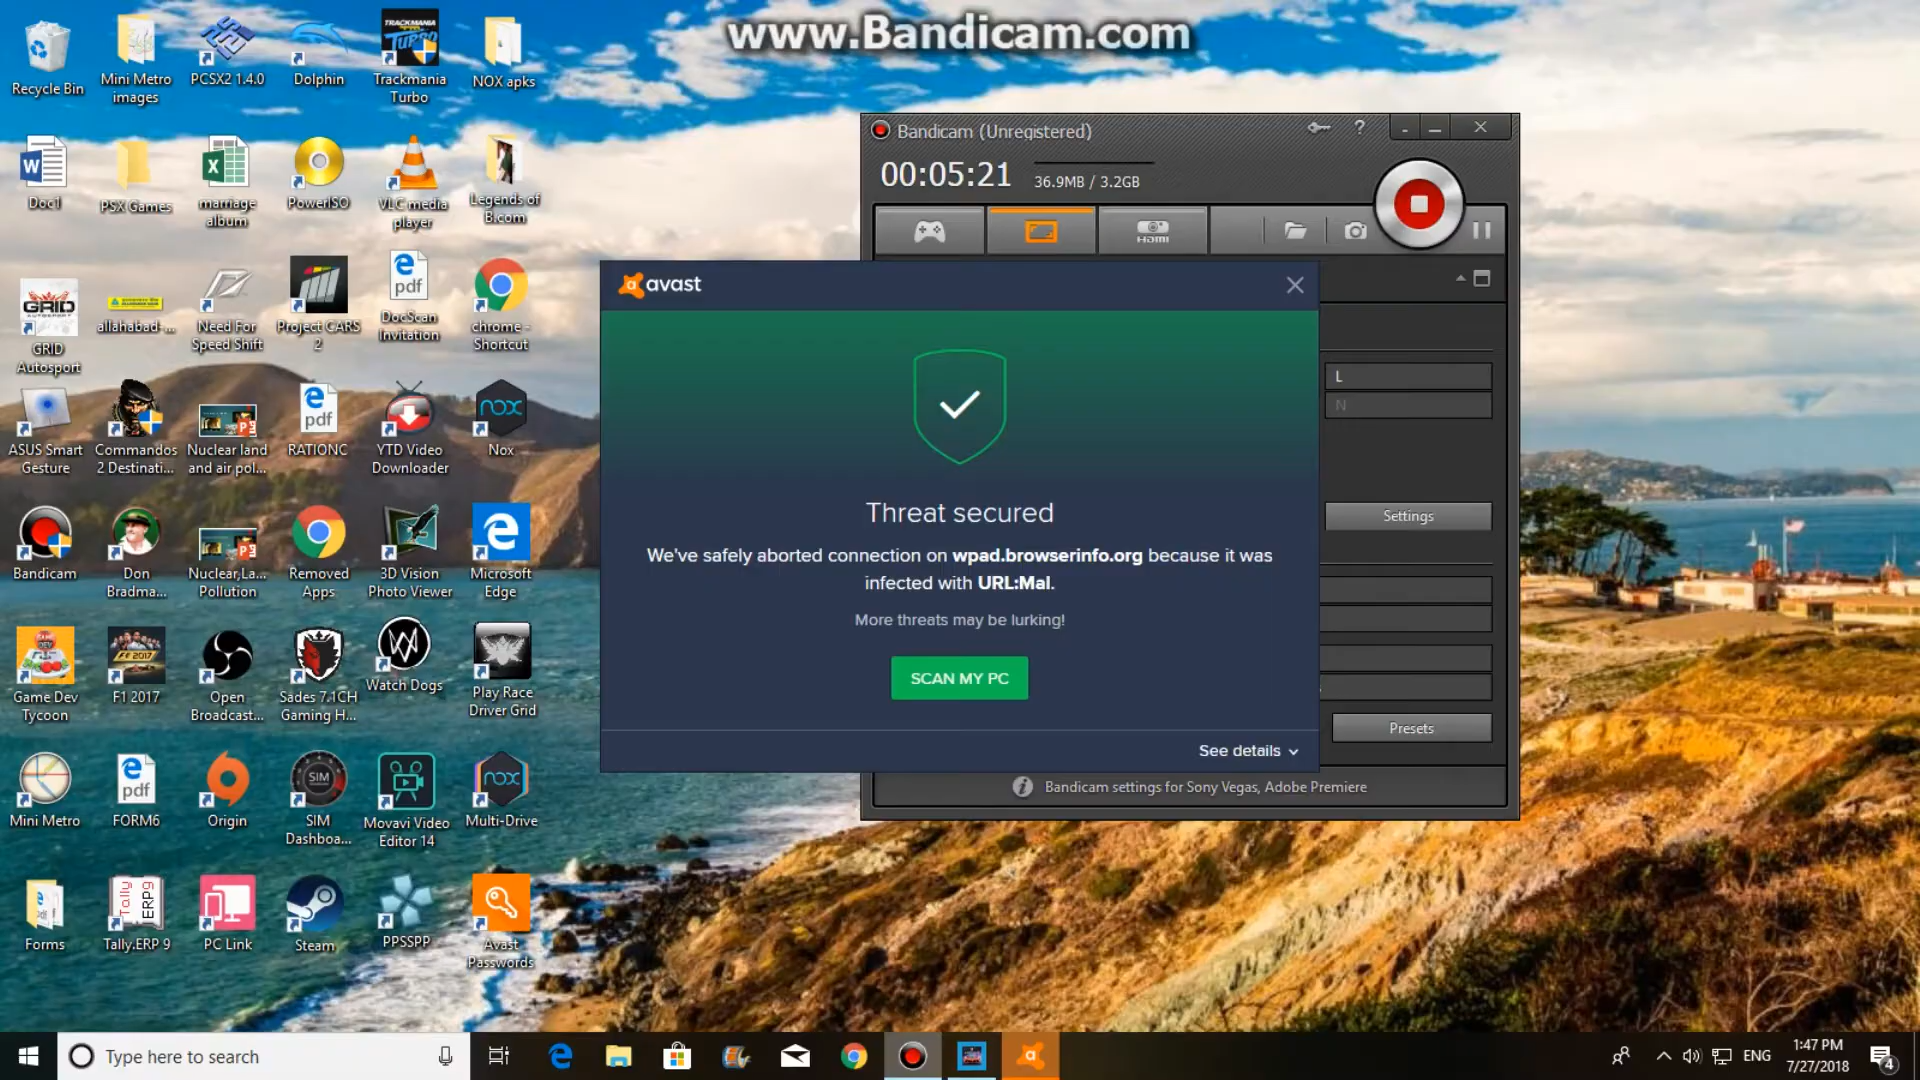 www.Bandicam.com
Recycle Bin
Mini Metro images
PCSX2 1.4.0
Dolphin
Trackmania Turbo
NOX apks
Doc1
PSX Games
marriage album
PowerISO
VLC media player
Legends of B.com
GRID Autosport
allahabad-...
Need For Speed Shift
Project CARS 2
DocScan Invitation
chrome - Shortcut
ASUS Smart Gesture
Commandos 2 Destinati...
Nuclear land and air pol...
RATIONC
YTD Video Downloader
Nox
Bandicam
Don Bradma...
Nuclear,La... Pollution
Removed Apps
3D Vision Photo Viewer
Microsoft Edge
Game Dev Tycoon
F1 2017
Open Broadcast...
Sades 7.1CH Gaming H...
Watch Dogs
Play Race Driver Grid
Mini Metro
FORM6
Origin
SIM Dashboa...
Movavi Video Editor 14
Multi-Drive
Forms
Tally.ERP 9
PC Link
Steam
PPSSPP
Avast Passwords
Bandicam (Unregistered)
00:05:21
36.9MB / 3.2GB
HDMI
L
N
Settings
Presets
Bandicam settings for Sony Vegas, Adobe Premiere
avast
Threat secured
We've safely aborted connection on wpad.browserinfo.org because it was
infected with URL:Mal.
More threats may be lurking!
SCAN MY PC
See details
Type here to search
ENG
1:47 PM
7/27/2018
4